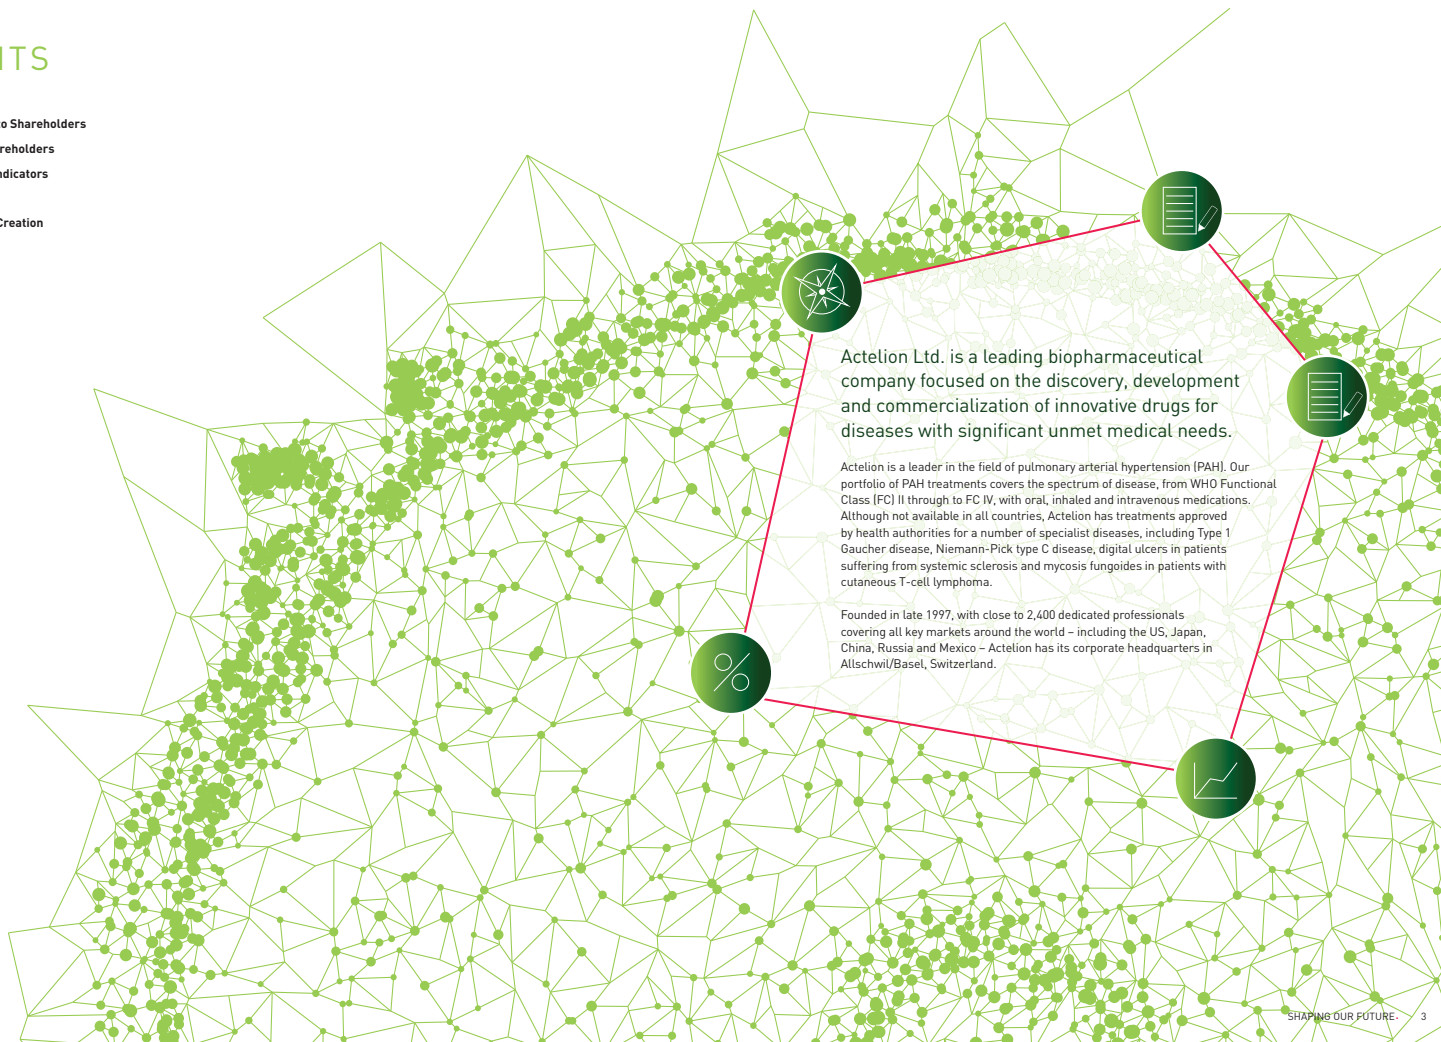 ITS
o Shareholders
reholders
ndicators
Creation
Actelion Ltd. is a leading biopharmaceutical
company focused on the discovery, development
and commercialization of innovative drugs for
diseases with significant unmet medical needs.
Actelion is a leader in the field of pulmonary arterial hypertension (PAH). Our
portfolio of PAH treatments covers the spectrum of disease, from WHO Functional
Class (FC) II through to FC IV, with oral, inhaled and intravenous medications.
Although not available in all countries, Actelion has treatments approved
by health authorities for a number of specialist diseases, including Type 1
Gaucher disease, Niemann-Pick type C disease, digital ulcers in patients
suffering from systemic sclerosis and mycosis fungoides in patients with
cutaneous T-cell lymphoma.
Founded in late 1997, with close to 2,400 dedicated professionals
covering all key markets around the world – including the US, Japan,
China, Russia and Mexico – Actelion has its corporate headquarters in
Allschwil/Basel, Switzerland.
SHAPING OUR FUTURE 3